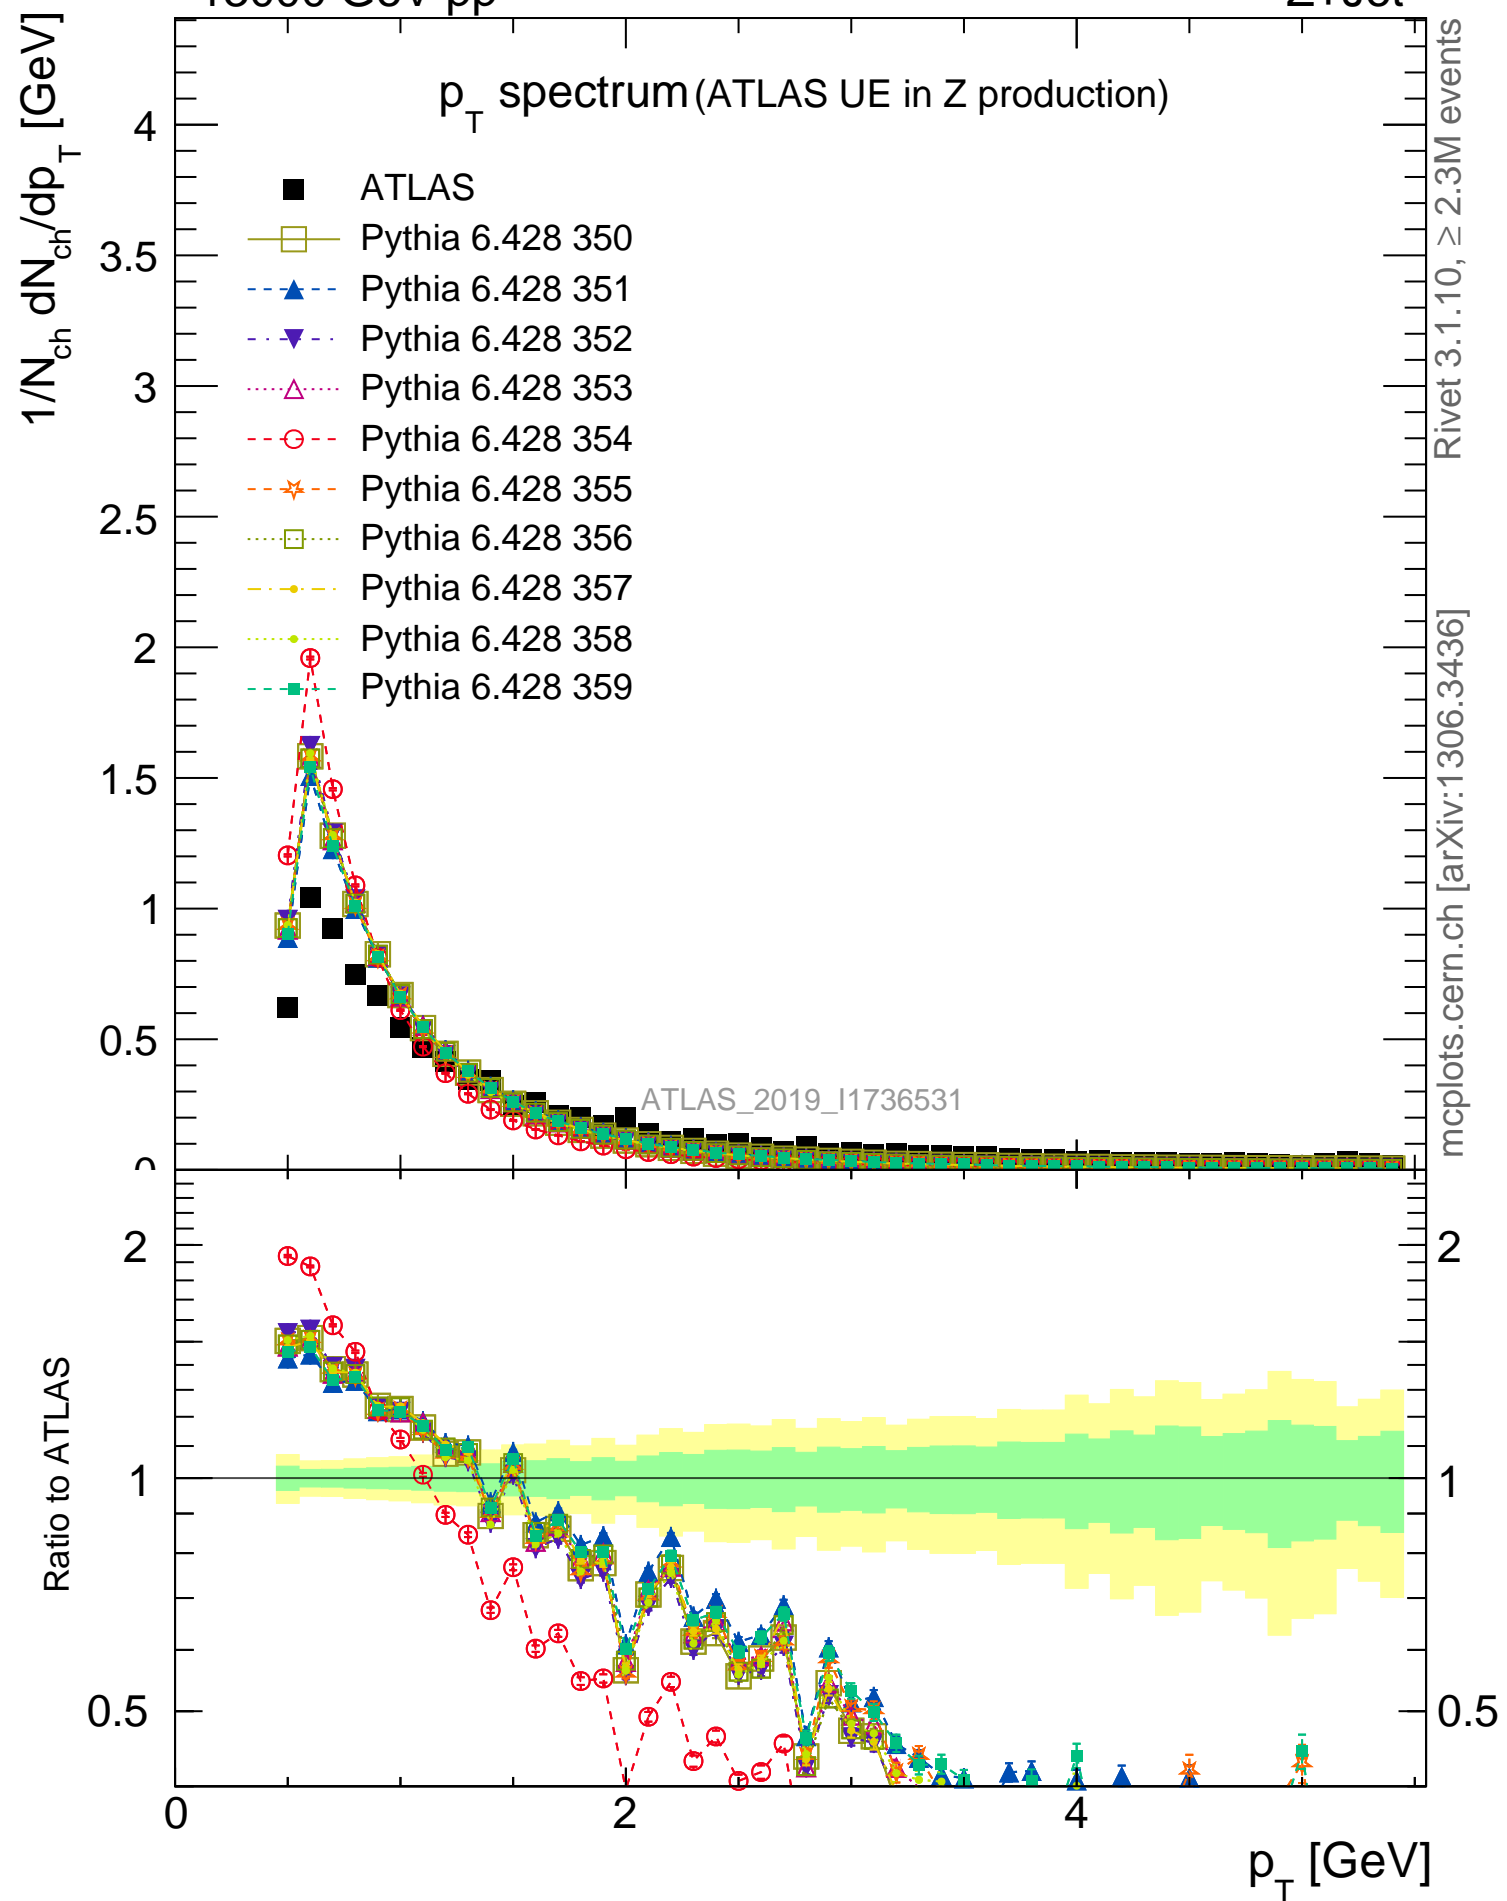 13000 GeV pp
Z+Jet
p_T spectrum (ATLAS UE in Z production)
1/N_ch dN_ch/dp_T [GeV]
ATLAS
Pythia 6.428 350
Pythia 6.428 351
Pythia 6.428 352
Pythia 6.428 353
Pythia 6.428 354
Pythia 6.428 355
Pythia 6.428 356
Pythia 6.428 357
Pythia 6.428 358
Pythia 6.428 359
4
3.5
3
2.5
2
1.5
1
0.5
0
ATLAS_2019_I1736531
Rivet 3.1.10, ≥ 2.3M events
mcplots.cern.ch [arXiv:1306.3436]
Ratio to ATLAS
2
1
0.5
2
1
0.5
0
2
4
p_T [GeV]